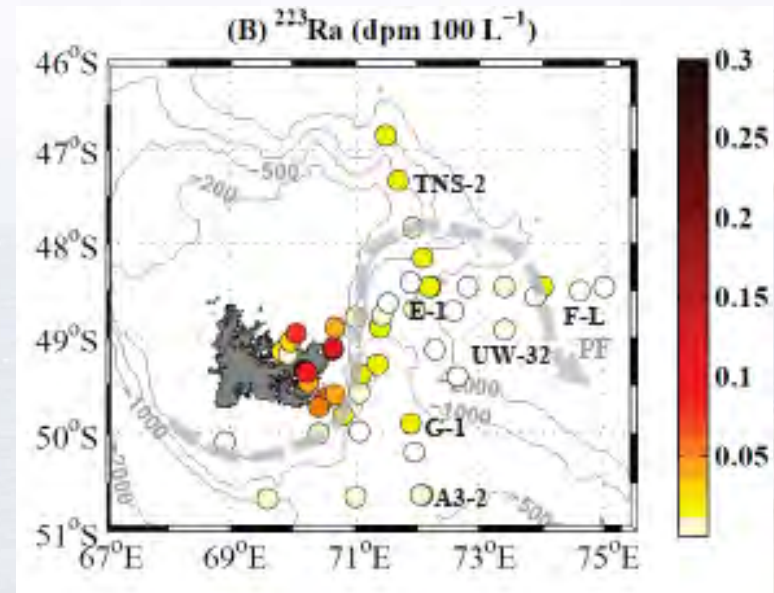 (B) ²²³Ra (dpm 100 L⁻¹)
46°S
47°S
48°S
49°S
50°S
51°S
67°E
69°E
71°E
73°E
75°E
0.3
0.25
0.2
0.15
0.1
0.05
−200
−500
TNS-2
E-1
F-L
UW-32
PF
G-1
A3-2
−1000
−2000
−1000
−500